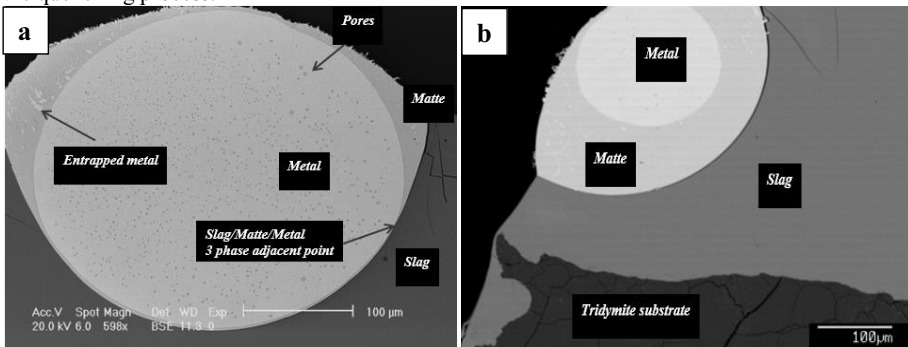 a
Pores
Matte
Entrapped metal
Metal
Slag/Matte/Metal
3 phase adjacent point
Slag
Acc.V Spot Magn Det WD Exp
20.0 kV 6.0 598x BSE 11.3 0
100 µm
b
Metal
Matte
Slag
Tridymite substrate
100µm